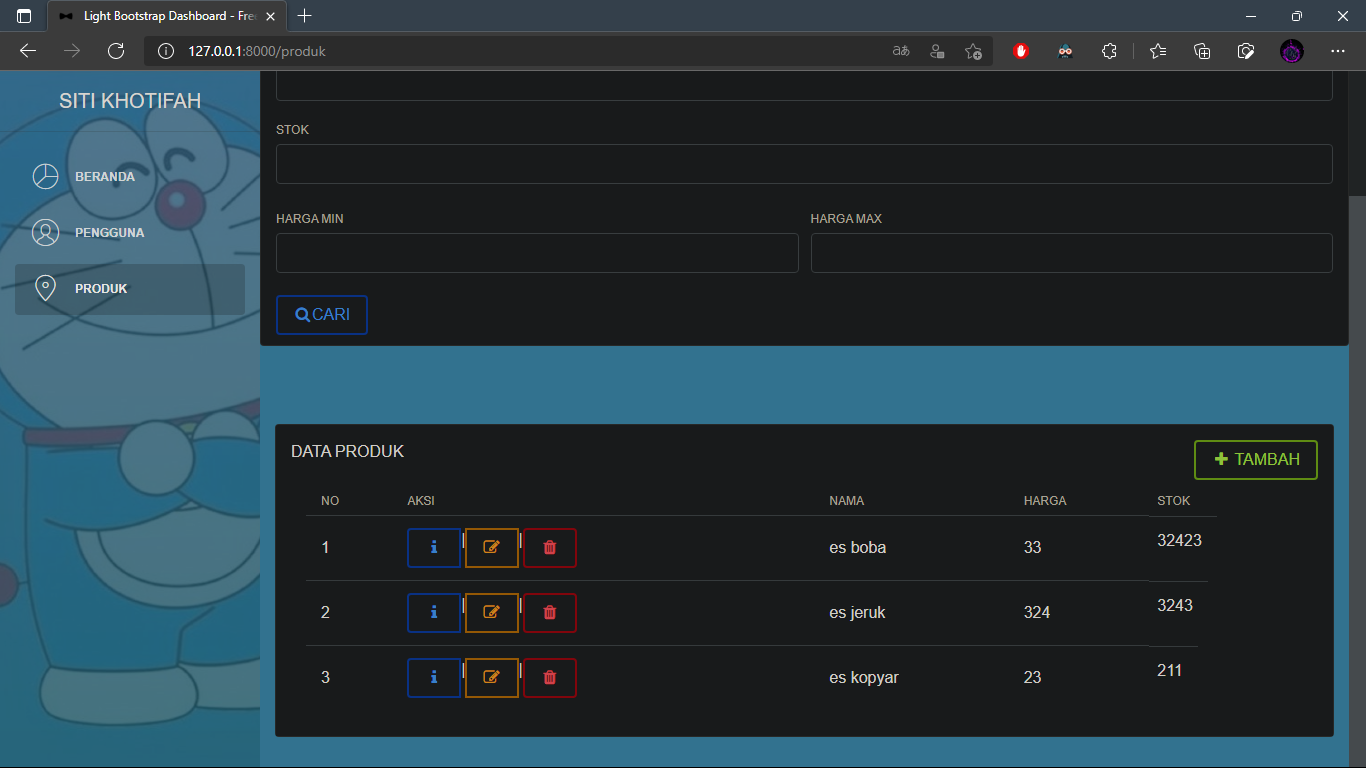 Light Bootstrap Dashboard - Fre
127.0.0.1:8000/produk
SITI KHOTIFAH
BERANDA
PENGGUNA
PRODUK
STOK
HARGA MIN HARGA MAX
CARI
DATA PRODUK
TAMBAH
NO AKSI NAMA HARGA STOK
1 | | es boba 33 32423
2 | | es jeruk 324 3243
3 | | es kopyar 23 211